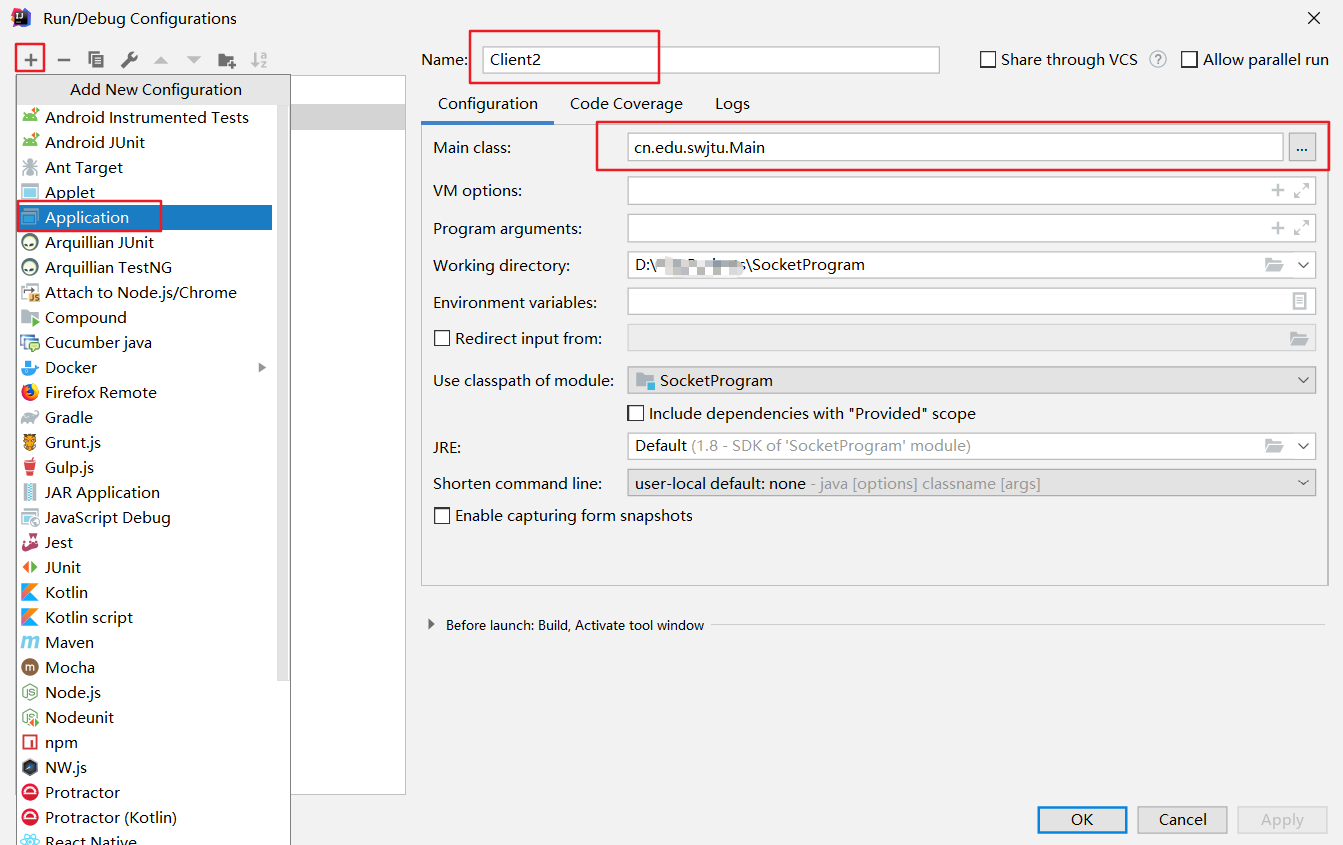 Run/Debug Configurations
Add New Configuration
Android Instrumented Tests
Android JUnit
Ant Target
Applet
Application
Arquillian JUnit
Arquillian TestNG
Attach to Node.js/Chrome
Compound
Cucumber java
Docker
Firefox Remote
Gradle
Grunt.js
Gulp.js
JAR Application
JavaScript Debug
Jest
JUnit
Kotlin
Kotlin script
Maven
Mocha
Node.js
Nodeunit
npm
NW.js
Protractor
Protractor (Kotlin)
React Native
Name: Client2
Share through VCS ? Allow parallel run
Configuration Code Coverage Logs
Main class: cn.edu.swjtu.Main ...
VM options:
Program arguments:
Working directory: D:\ \SocketProgram
Environment variables:
Redirect input from:
Use classpath of module: SocketProgram
Include dependencies with "Provided" scope
JRE: Default (1.8 - SDK of 'SocketProgram' module)
Shorten command line: user-local default: none - java [options] classname [args]
Enable capturing form snapshots
Before launch: Build, Activate tool window
OK Cancel Apply